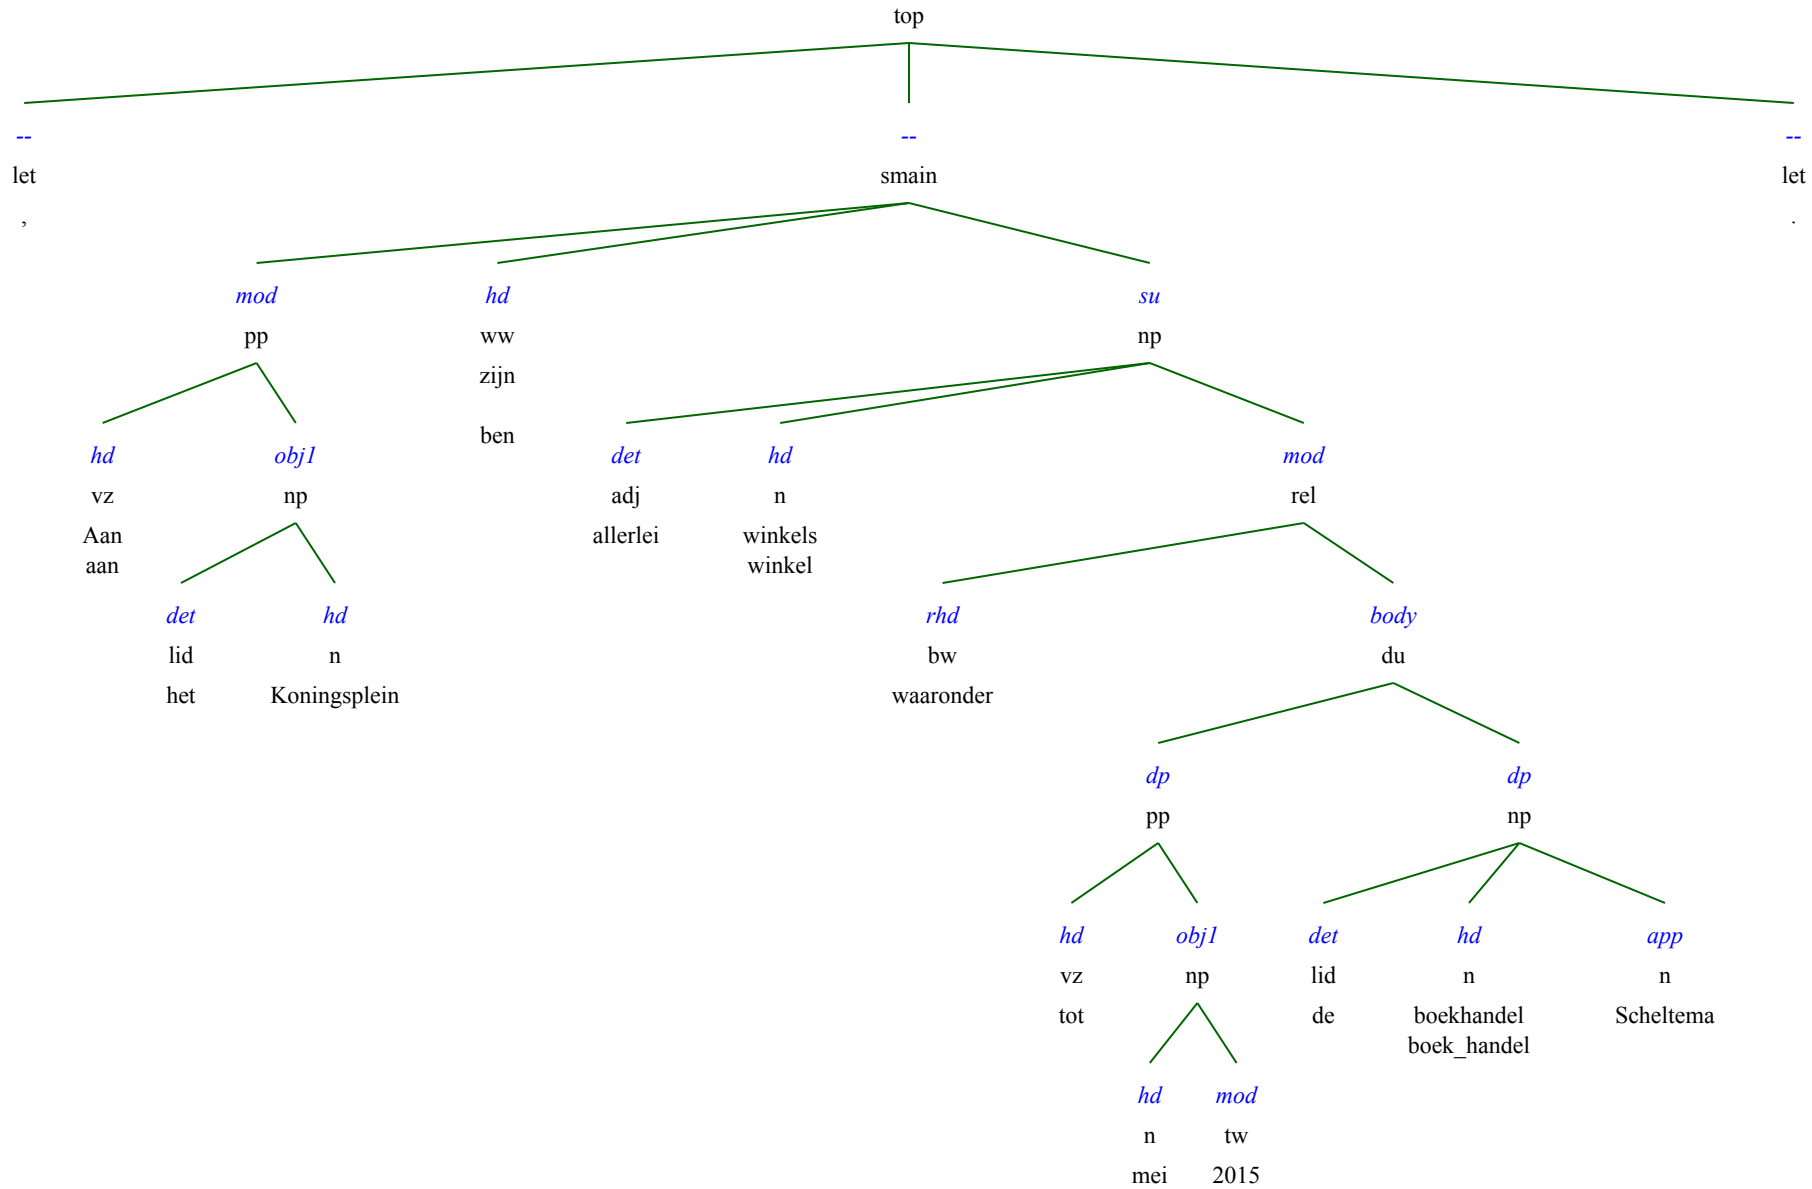 top
-- -- --
let smain let
, .
mod hd su
pp ww np
zijn
ben
hd obj1 det hd mod
vz np adj n rel
Aan allerlei winkels
aan winkel
det hd rhd body
lid n bw du
het Koningsplein waaronder
dp dp
pp np
hd obj1 det hd app
vz np lid n n
tot de boekhandel Scheltema
boek_handel
hd mod
n tw
mei 2015